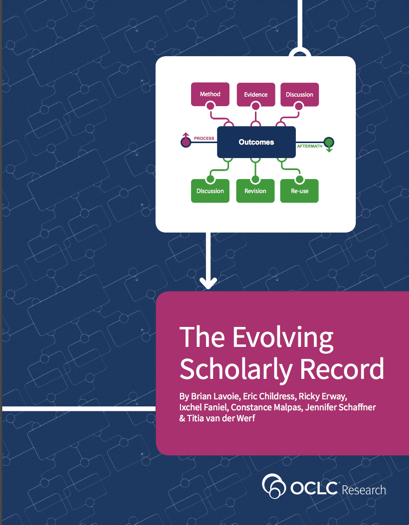 Method Evidence Discussion
PROCESS
Outcomes
AFTERMATH
Discussion Revision Re-use
The Evolving
Scholarly Record
By Brian Lavoie, Eric Childress, Ricky Erway,
Ixchel Faniel, Constance Malpas, Jennifer Schaffner
& Titia van der Werf
OCLC Research